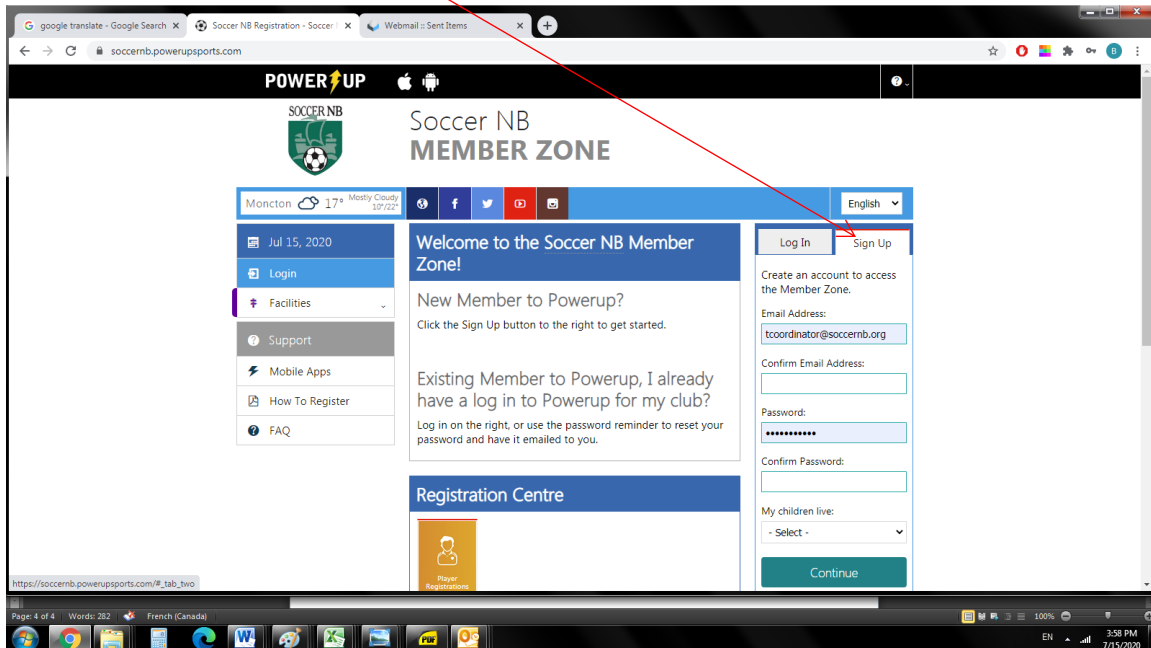 google translate - Google Search
Soccer NB Registration - Soccer
Webmail :: Sent Items
soccernb.powerupsports.com
B
POWER UP
SOCCER NB
Soccer NB
MEMBER ZONE
Moncton 17° Mostly Cloudy
10°/22°
English
Jul 15, 2020
Login
Facilities
Support
Mobile Apps
How To Register
FAQ
Welcome to the Soccer NB Member
Zone!
New Member to Powerup?
Click the Sign Up button to the right to get started.
Existing Member to Powerup, I already
have a log in to Powerup for my club?
Log in on the right, or use the password reminder to reset your
password and have it emailed to you.
Registration Centre
Player
Registrations
Log In
Sign Up
Create an account to access
the Member Zone.
Email Address:
tcoordinator@soccernb.org
Confirm Email Address:
Password:
•••••••••••
Confirm Password:
My children live:
- Select -
Continue
https://soccernb.powerupsports.com/#_tab_two
Page: 4 of 4
Words: 282
French (Canada)
100%
PDF
EN
3:58 PM
7/15/2020